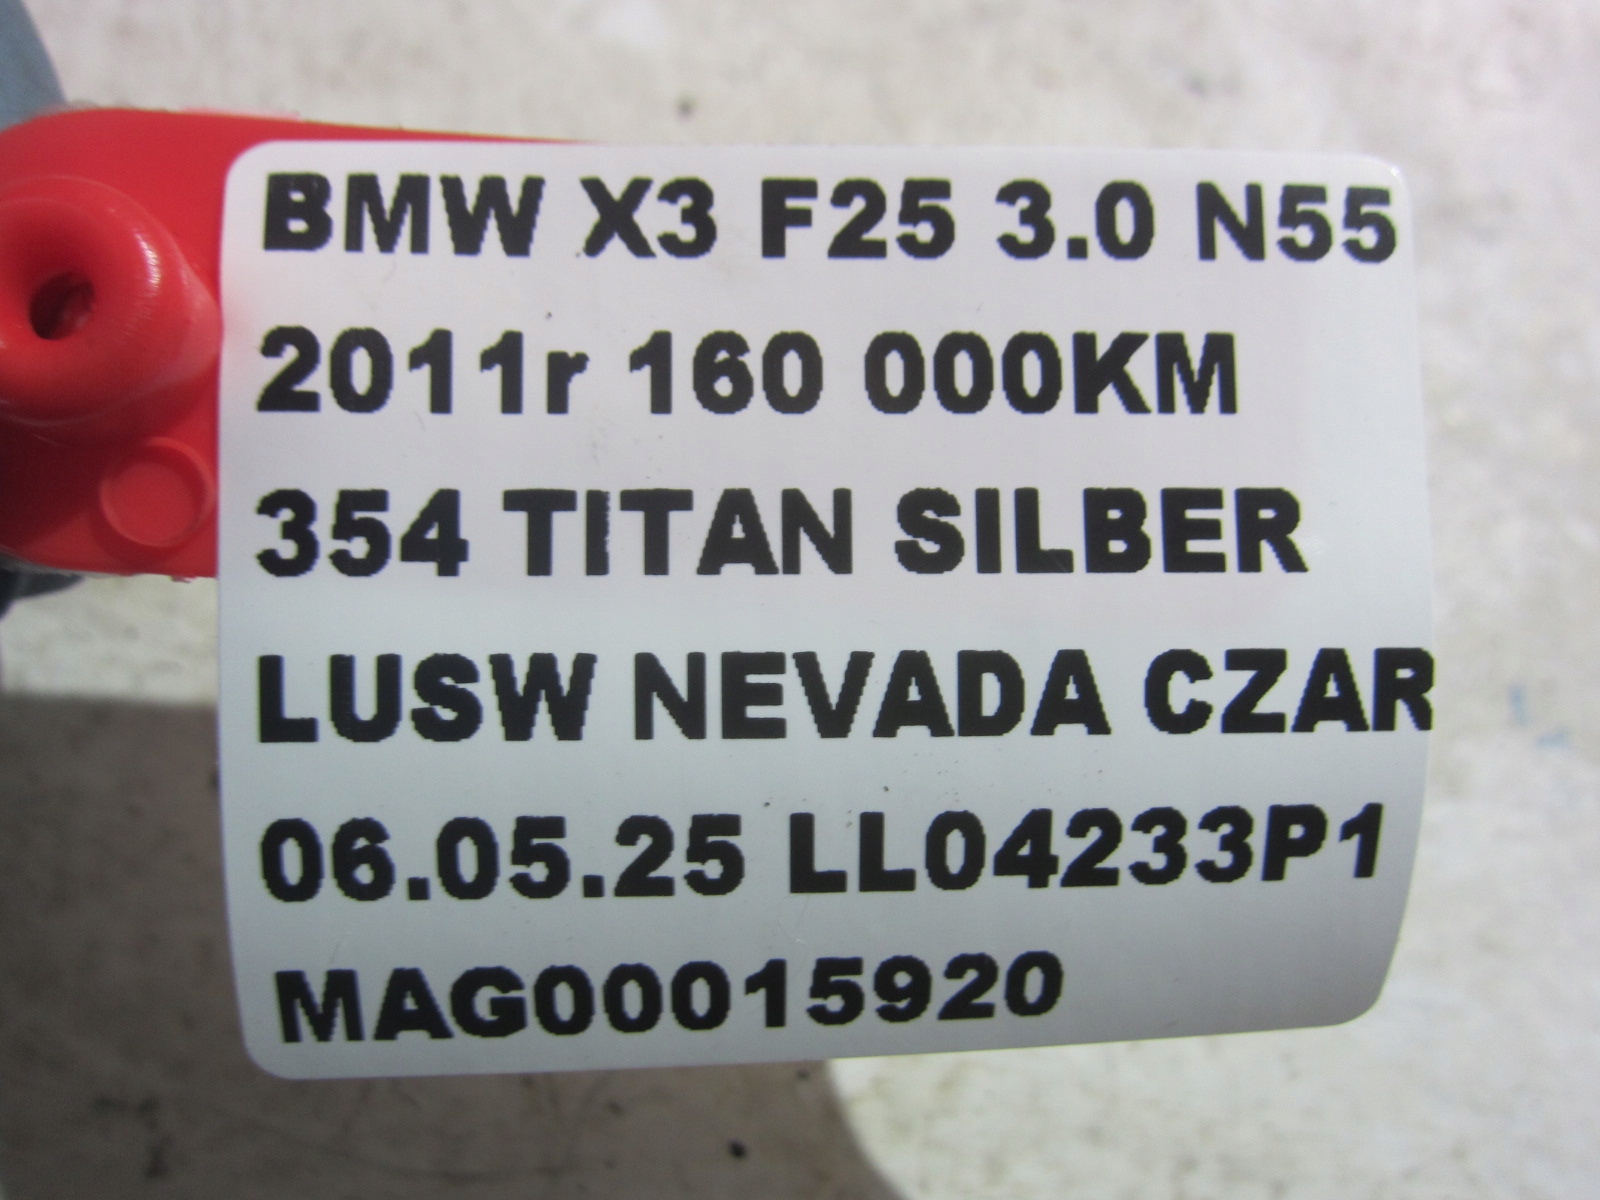 BMW X3 F25 3.0 N55
2011r 160 000KM
354 TITAN SILBER
LUSW NEVADA CZAR
06.05.25 LL04233P1
MAG00015920